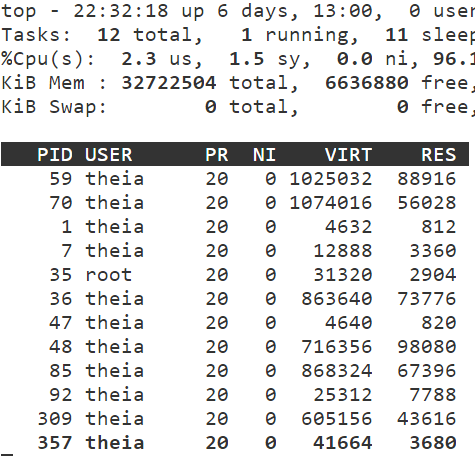 top - 22:32:18 up 6 days, 13:00, 0 user
Tasks: 12 total, 1 running, 11 sleep
%Cpu(s): 2.3 us, 1.5 sy, 0.0 ni, 96.1
KiB Mem : 32722504 total, 6636880 free,
KiB Swap: 0 total, 0 free,
PID USER PR NI VIRT RES
59 theia 20 0 1025032 88916
70 theia 20 0 1074016 56028
1 theia 20 0 4632 812
7 theia 20 0 12888 3360
35 root 20 0 31320 2904
36 theia 20 0 863640 73776
47 theia 20 0 4640 820
48 theia 20 0 716356 98080
85 theia 20 0 868324 67396
92 theia 20 0 25312 7788
309 theia 20 0 605156 43616
357 theia 20 0 41664 3680